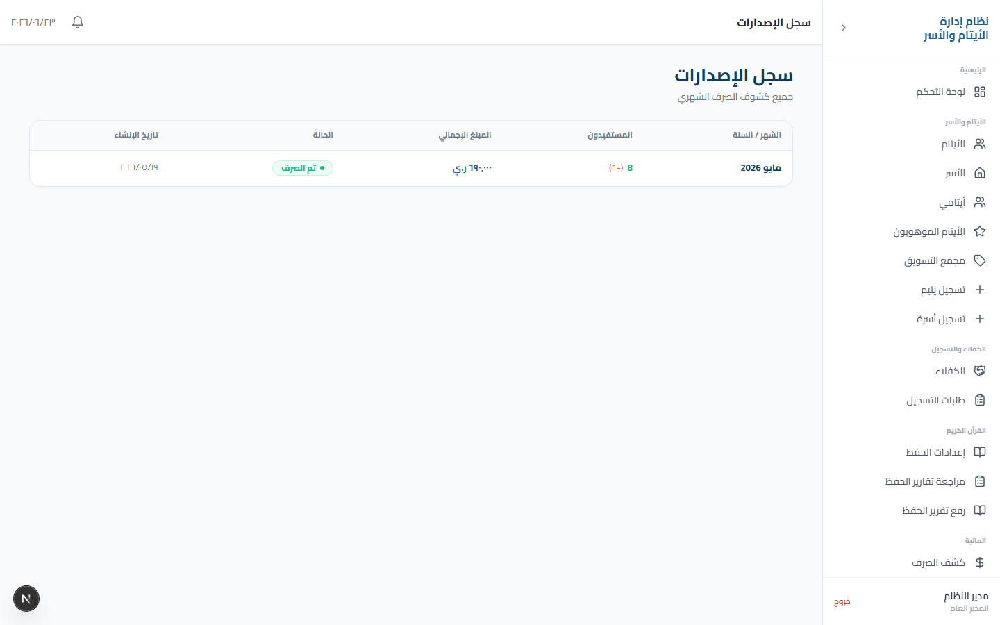 نظام إدارة
الأيتام والأسر
الرئيسية
لوحة التحكم
الأيتام والأسر
الأيتام
الأسر
أيتامي
الأيتام الموهوبون
مجمع التسويق
تسجيل يتيم
تسجيل أسرة
الكفلاء والتسجيل
الكفلاء
طلبات التسجيل
القرآن الكريم
إعدادات الحفظ
مراجعة تقارير الحفظ
رفع تقرير الحفظ
المالية
كشف الصرف
مدير النظام
المدير العام
خروج
سجل الإصدارات
٢٠٢٦/٠٦/٢٣
سجل الإصدارات
جميع كشوف الصرف الشهري
الشهر / السنة المستفيدون المبلغ الإجمالي الحالة تاريخ الإنشاء
مايو 2026 8 (-1) ٦٩٠,٠٠٠ ر.ي تم الصرف ٢٠٢٦/٠٥/١٩
N